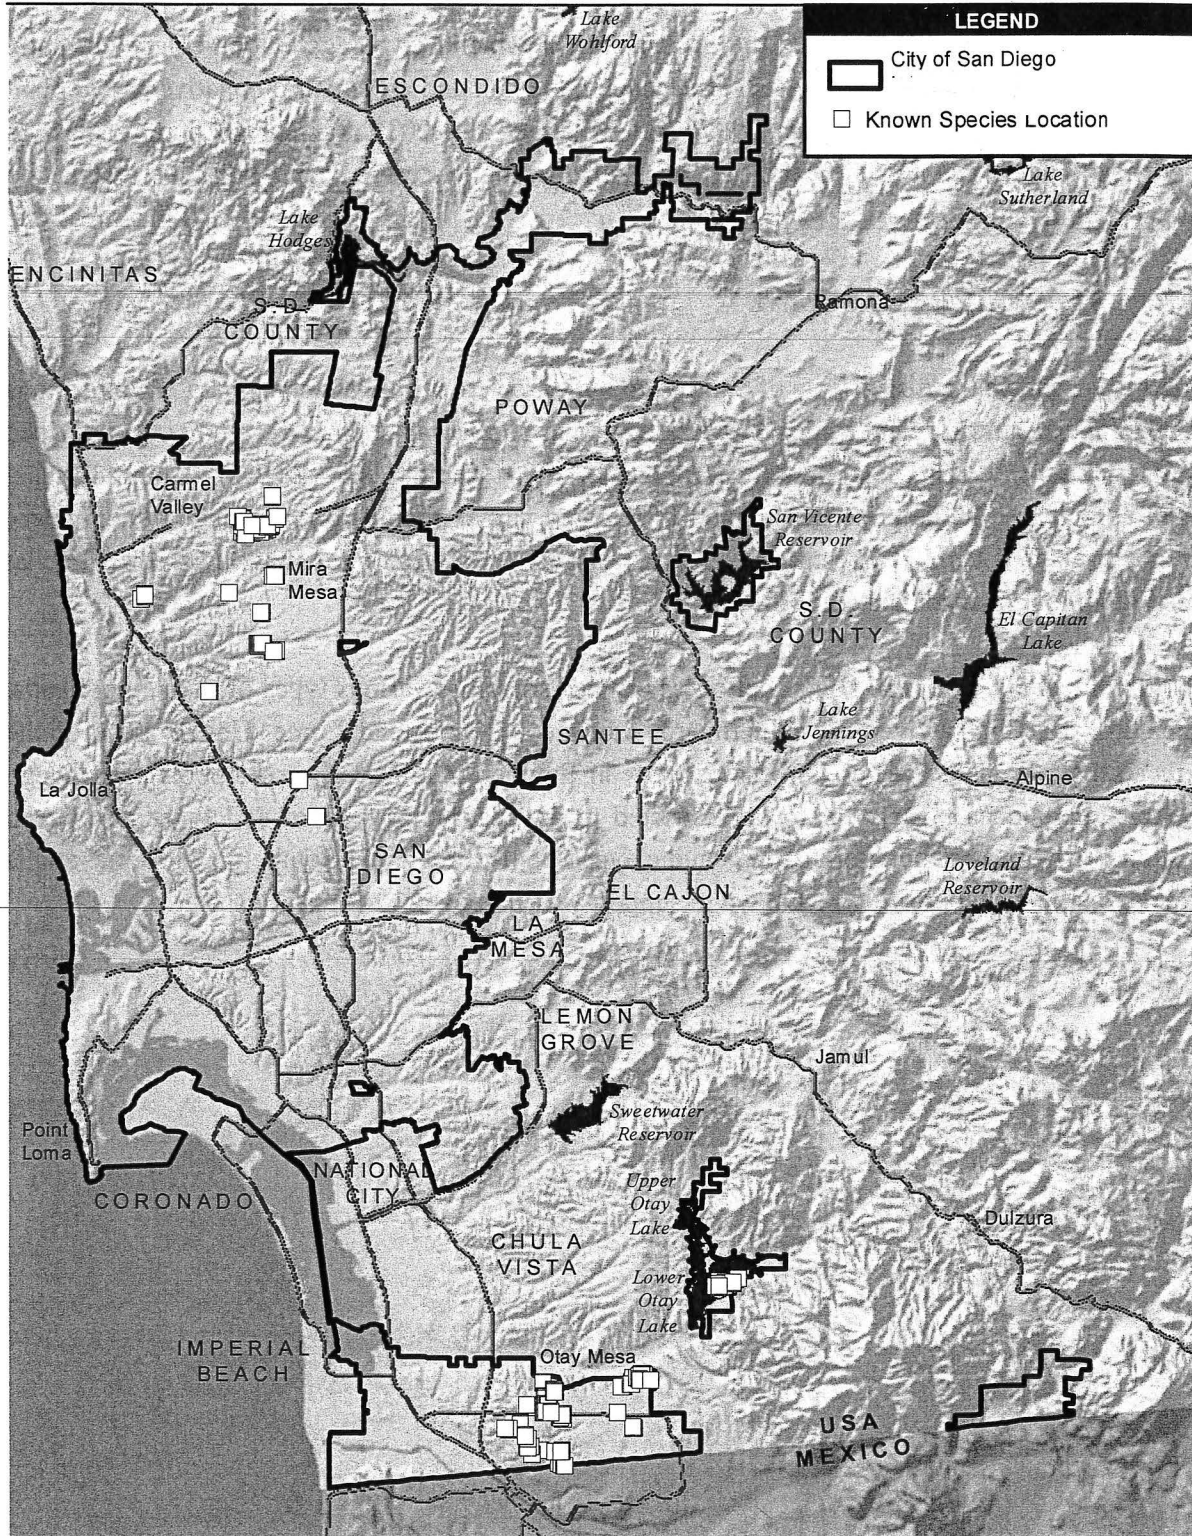 LEGEND
City of San Diego
Known Species Location
Lake
Wohlford
ESCONDIDO
Lake
Sutherland
Lake
Hodges
ENCINITAS
S.D.
COUNTY
Ramona
POWAY
Carmel
Valley
San Vicente
Reservoir
Mira
Mesa
S.D.
COUNTY
El Capitan
Lake
Lake
Jennings
SANTEE
La Jolla
Alpine
SAN
DIEGO
Loveland
Reservoir
EL CAJON
LA
MESA
LEMON
GROVE
Jamul
Sweetwater
Reservoir
Point
Loma
NATIONAL
CITY
CORONADO
Upper
Otay
Lake
Dulzura
CHULA
VISTA
Lower
Otay
Lake
IMPERIAL
BEACH
Otay Mesa
USA
MEXICO